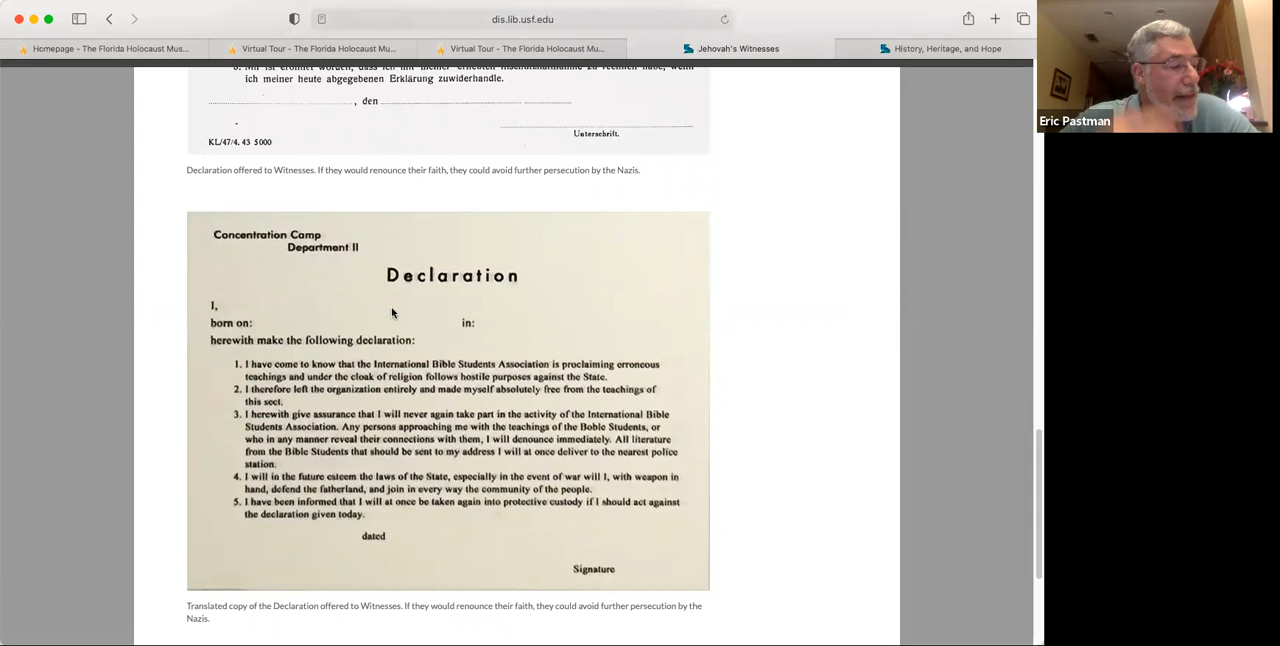 dis.lib.usf.edu
Homepage - The Florida Holocaust Mus...
Virtual Tour - The Florida Holocaust Mu...
Virtual Tour - The Florida Holocaust Mu...
Jehovah's Witnesses
History, Heritage, and Hope
Eric Pastman
ich meiner heute abgegebenen Erklärung zuwiderhandle.
, den
Unterschrift.
KL/47/4. 43 5000
Declaration offered to Witnesses. If they would renounce their faith, they could avoid further persecution by the Nazis.
Concentration Camp
Department II
Declaration
I,
born on: in:
herewith make the following declaration:
1. I have come to know that the International Bible Students Association is proclaiming erroneous
teachings and under the cloak of religion follows hostile purposes against the State.
2. I therefore left the organization entirely and made myself absolutely free from the teachings of
this sect.
3. I herewith give assurance that I will never again take part in the activity of the International Bible
Students Association. Any persons approaching me with the teachings of the Boble Students, or
who in any manner reveal their connections with them, I will denounce immediately. All literature
from the Bible Students that should be sent to my address I will at once deliver to the nearest police
station.
4. I will in the future esteem the laws of the State, especially in the event of war will I, with weapon in
hand, defend the fatherland, and join in every way the community of the people.
5. I have been informed that I will at once be taken again into protective custody if I should act against
the declaration given today.
dated
Signature
Translated copy of the Declaration offered to Witnesses. If they would renounce their faith, they could avoid further persecution by the
Nazis.